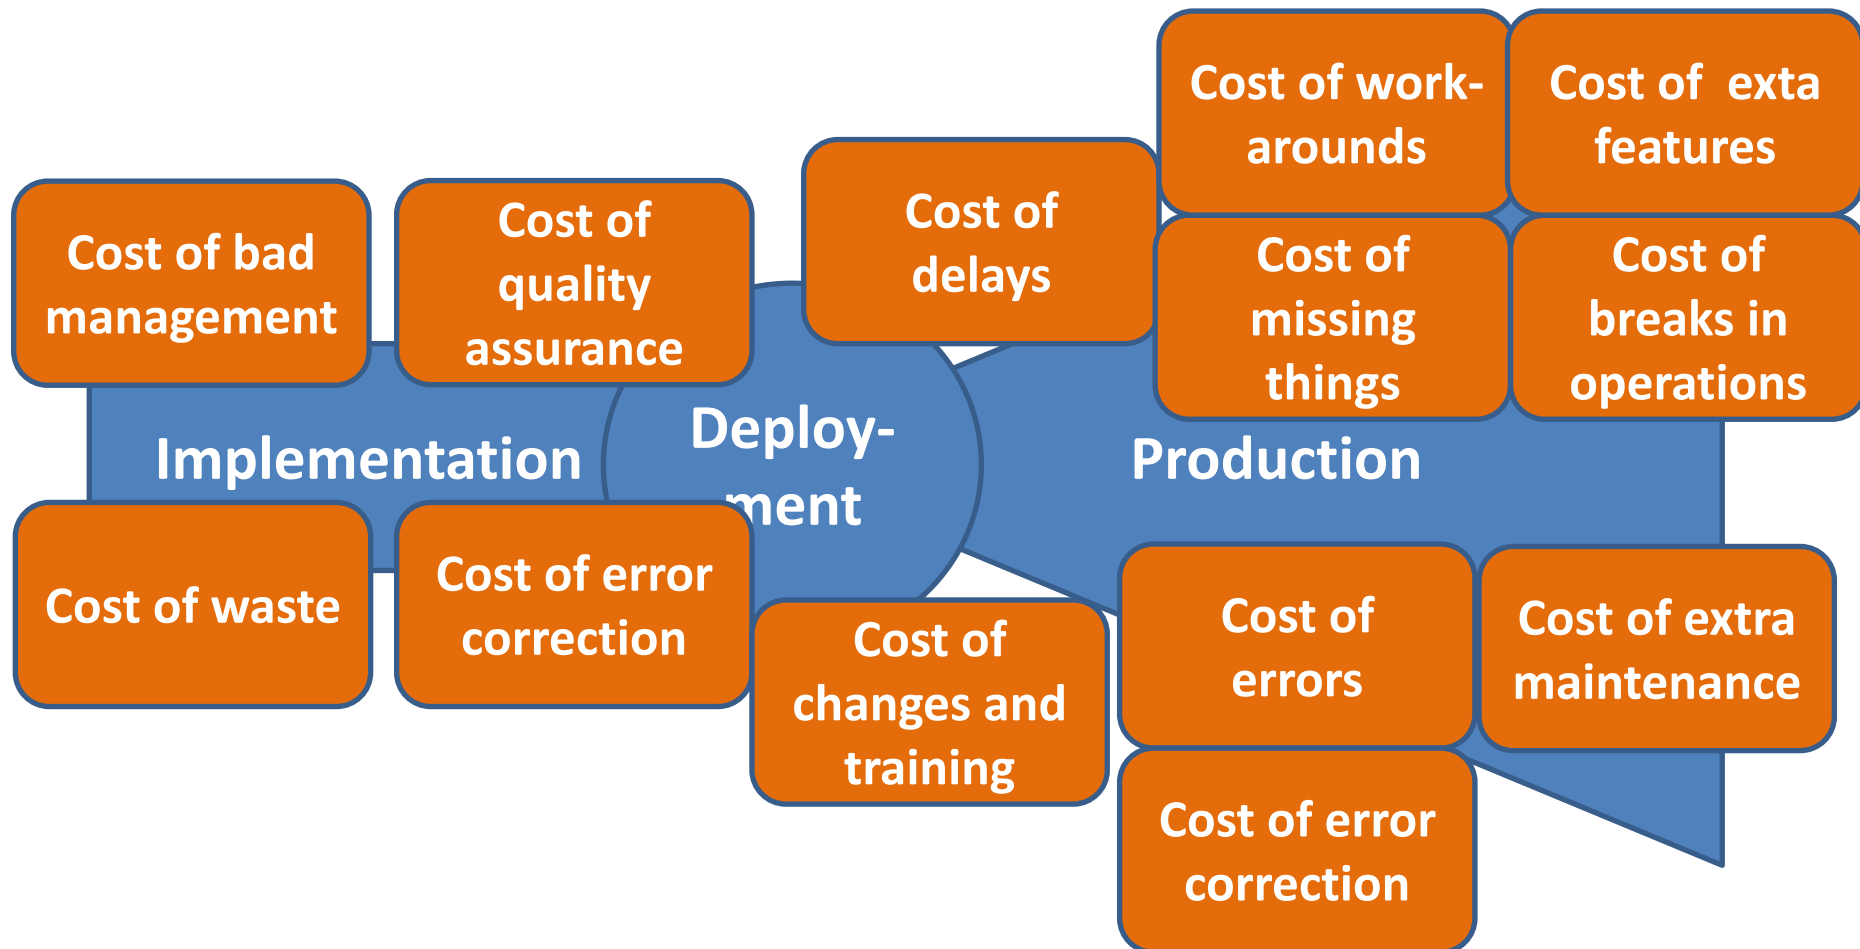 Cost of work-
arounds
Cost of  exta
features
Cost of
delays
Cost of bad
management
Cost of
quality
assurance
Cost of
missing
things
Cost of
breaks in
operations
Implementation
Deploy-
ment
Production
Cost of waste
Cost of error
correction
Cost of
changes and
training
Cost of
errors
Cost of extra
maintenance
Cost of error
correction